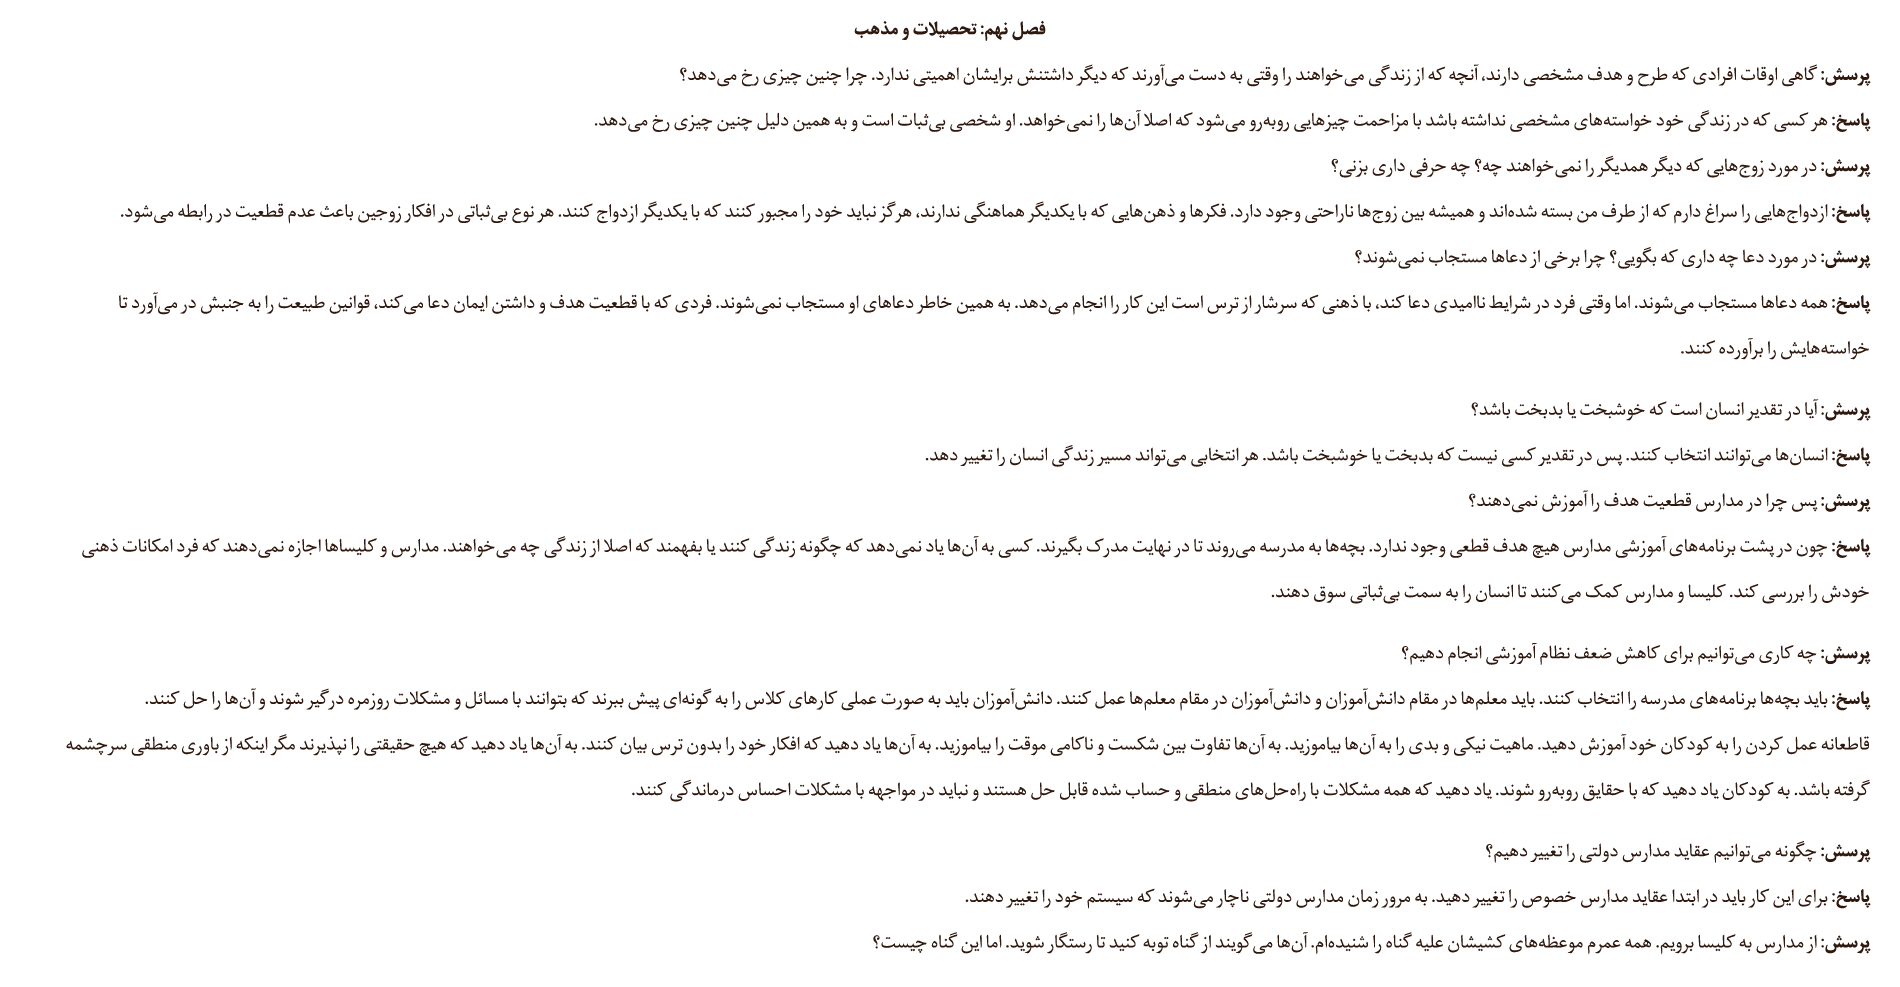 فصل نهم: تحصیلات و مذهب
پرسش: گاهی اوقات افرادی که طرح و هدف مشخصی دارند، آنچه که از زندگی می‌خواهند را وقتی به دست می‌آورند که دیگر داشتنش برایشان اهمیتی ندارد. چرا چنین چیزی رخ می‌دهد؟
پاسخ: هر کسی که در زندگی خود خواسته‌های مشخصی نداشته باشد با مزاحمت چیزهایی روبه‌رو می‌شود که اصلا آن‌ها را نمی‌خواهد. او شخصی بی‌ثبات است و به همین دلیل چنین چیزی رخ می‌دهد.
پرسش: در مورد زوج‌هایی که دیگر همدیگر را نمی‌خواهند چه؟ چه حرفی داری بزنی؟
پاسخ: ازدواج‌هایی را سراغ دارم که از طرف من بسته شده‌اند و همیشه بین زوج‌ها ناراحتی وجود دارد. فکرها و ذهن‌هایی که با یکدیگر هماهنگی ندارند، هرگز نباید خود را مجبور کنند که با یکدیگر ازدواج کنند. هر نوع بی‌ثباتی در افکار زوجین باعث عدم قطعیت در رابطه می‌شود.
پرسش: در مورد دعا چه داری که بگویی؟ چرا برخی از دعاها مستجاب نمی‌شوند؟
پاسخ: همه دعاها مستجاب می‌شوند. اما وقتی فرد در شرایط ناامیدی دعا کند، با ذهنی که سرشار از ترس است این کار را انجام می‌دهد. به همین خاطر دعاهای او مستجاب نمی‌شوند. فردی که با قطعیت هدف و داشتن ایمان دعا می‌کند، قوانین طبیعت را به جنبش در می‌آورد تا
خواسته‌هایش را برآورده کنند.
پرسش: آیا در تقدیر انسان است که خوشبخت یا بدبخت باشد؟
پاسخ: انسان‌ها می‌توانند انتخاب کنند. پس در تقدیر کسی نیست که بدبخت یا خوشبخت باشد. هر انتخابی می‌تواند مسیر زندگی انسان را تغییر دهد.
پرسش: پس چرا در مدارس قطعیت هدف را آموزش نمی‌دهند؟
پاسخ: چون در پشت برنامه‌های آموزشی مدارس هیچ هدف قطعی وجود ندارد. بچه‌ها به مدرسه می‌روند تا در نهایت مدرک بگیرند. کسی به آن‌ها یاد نمی‌دهد که چگونه زندگی کنند یا بفهمند که اصلا از زندگی چه می‌خواهند. مدارس و کلیساها اجازه نمی‌دهند که فرد امکانات ذهنی
خودش را بررسی کند. کلیسا و مدارس کمک می‌کنند تا انسان را به سمت بی‌ثباتی سوق دهند.
پرسش: چه کاری می‌توانیم برای کاهش ضعف نظام آموزشی انجام دهیم؟
پاسخ: باید بچه‌ها برنامه‌های مدرسه را انتخاب کنند. باید معلم‌ها در مقام دانش‌آموزان و دانش‌آموزان در مقام معلم‌ها عمل کنند. دانش‌آموزان باید به صورت عملی کارهای کلاس را به گونه‌ای پیش ببرند که بتوانند با مسائل و مشکلات روزمره درگیر شوند و آن‌ها را حل کنند.
قاطعانه عمل کردن را به کودکان خود آموزش دهید. ماهیت نیکی و بدی را به آن‌ها بیاموزید. به آن‌ها تفاوت بین شکست و ناکامی موقت را بیاموزید. به آن‌ها یاد دهید که افکار خود را بدون ترس بیان کنند. به آن‌ها یاد دهید که هیچ حقیقتی را نپذیرند مگر اینکه از باوری منطقی سرچشمه
گرفته باشد. به کودکان یاد دهید که با حقایق روبه‌رو شوند. یاد دهید که همه مشکلات با راه‌حل‌های منطقی و حساب شده قابل حل هستند و نباید در مواجهه با مشکلات احساس درماندگی کنند.
پرسش: چگونه می‌توانیم عقاید مدارس دولتی را تغییر دهیم؟
پاسخ: برای این کار باید در ابتدا عقاید مدارس خصوص را تغییر دهید. به مرور زمان مدارس دولتی ناچار می‌شوند که سیستم خود را تغییر دهند.
پرسش: از مدارس به کلیسا برویم. همه عمرم موعظه‌های کشیشان علیه گناه را شنیده‌ام. آن‌ها می‌گویند از گناه توبه کنید تا رستگار شوید. اما این گناه چیست؟